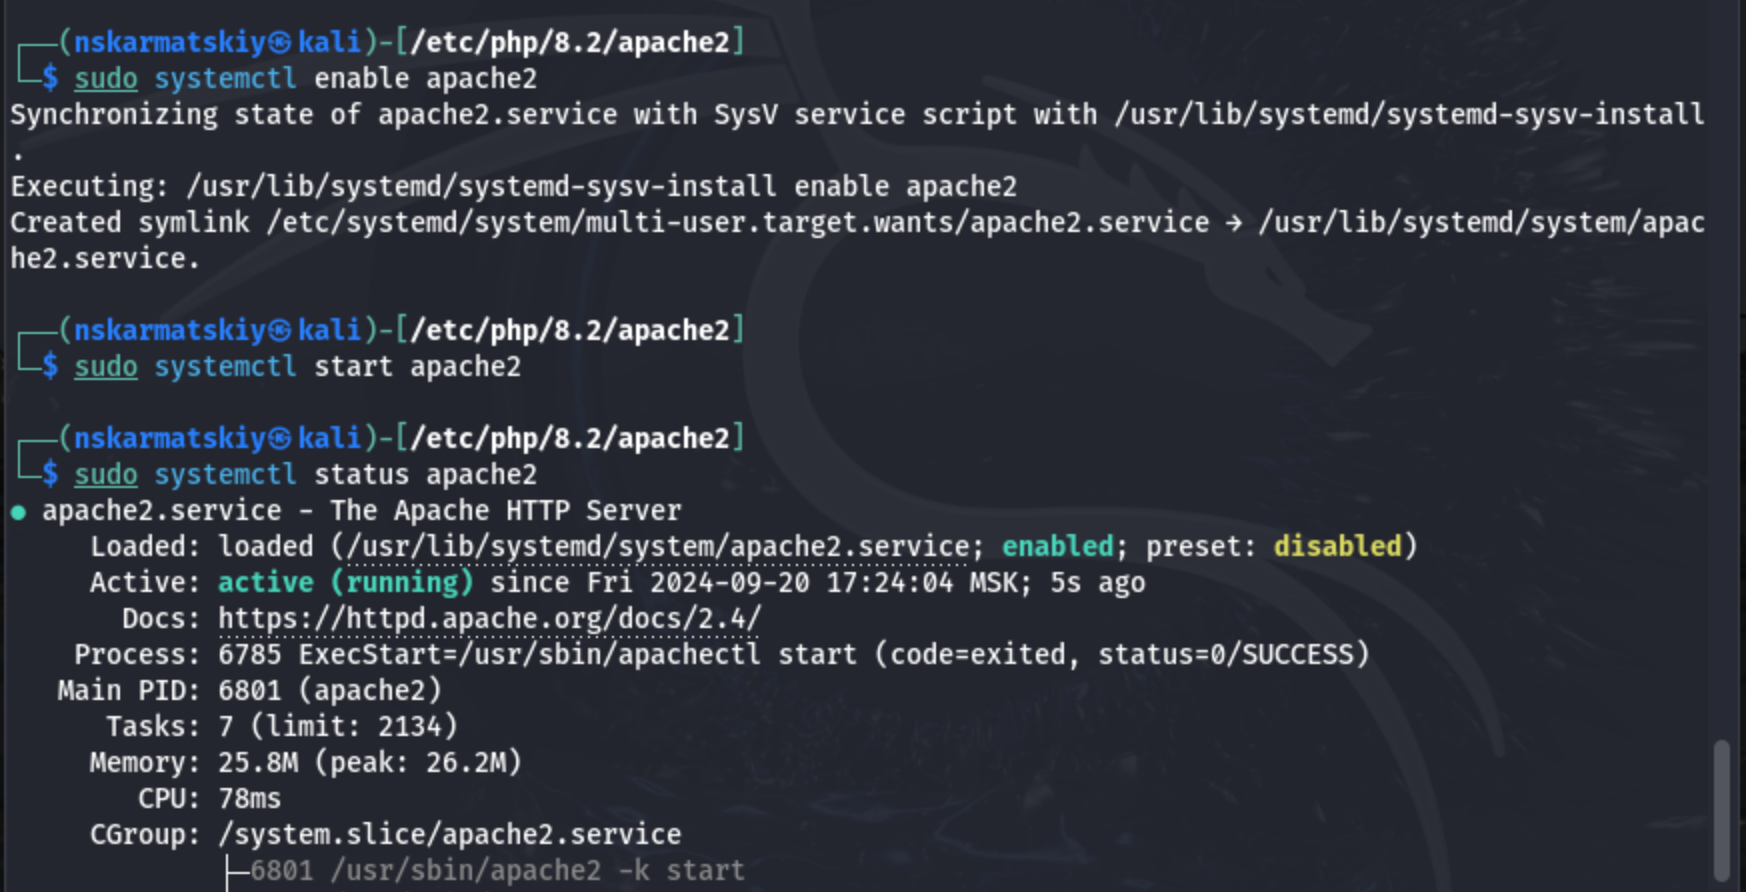 ┌──(nskarmatskiy㉿kali)-[/etc/php/8.2/apache2]
└─$ sudo systemctl enable apache2
Synchronizing state of apache2.service with SysV service script with /usr/lib/systemd/systemd-sysv-install
.
Executing: /usr/lib/systemd/systemd-sysv-install enable apache2
Created symlink /etc/systemd/system/multi-user.target.wants/apache2.service → /usr/lib/systemd/system/apac
he2.service.
┌──(nskarmatskiy㉿kali)-[/etc/php/8.2/apache2]
└─$ sudo systemctl start apache2
┌──(nskarmatskiy㉿kali)-[/etc/php/8.2/apache2]
└─$ sudo systemctl status apache2
● apache2.service - The Apache HTTP Server
Loaded: loaded (/usr/lib/systemd/system/apache2.service; enabled; preset: disabled)
Active: active (running) since Fri 2024-09-20 17:24:04 MSK; 5s ago
Docs: https://httpd.apache.org/docs/2.4/
Process: 6785 ExecStart=/usr/sbin/apachectl start (code=exited, status=0/SUCCESS)
Main PID: 6801 (apache2)
Tasks: 7 (limit: 2134)
Memory: 25.8M (peak: 26.2M)
CPU: 78ms
CGroup: /system.slice/apache2.service
├─6801 /usr/sbin/apache2 -k start